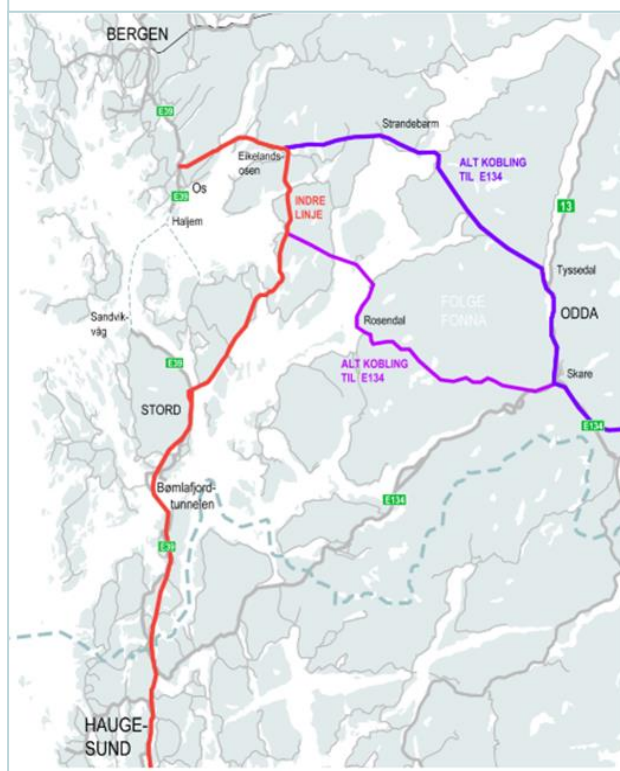 BERGEN
E39
Strandebarm
Eikelands-
osen
ALT KOBLING
TIL E134
Os
E39
INDRE
LINJE
13
Haljem
Tyssedal
FOLGE
FONNA
ODDA
Sandvik-
våg
Rosendal
E39
ALT KOBLING
TIL E134
Skare
STORD
E134
Bømlafjord-
tunnelen
E134
E39
HAUGE-
SUND